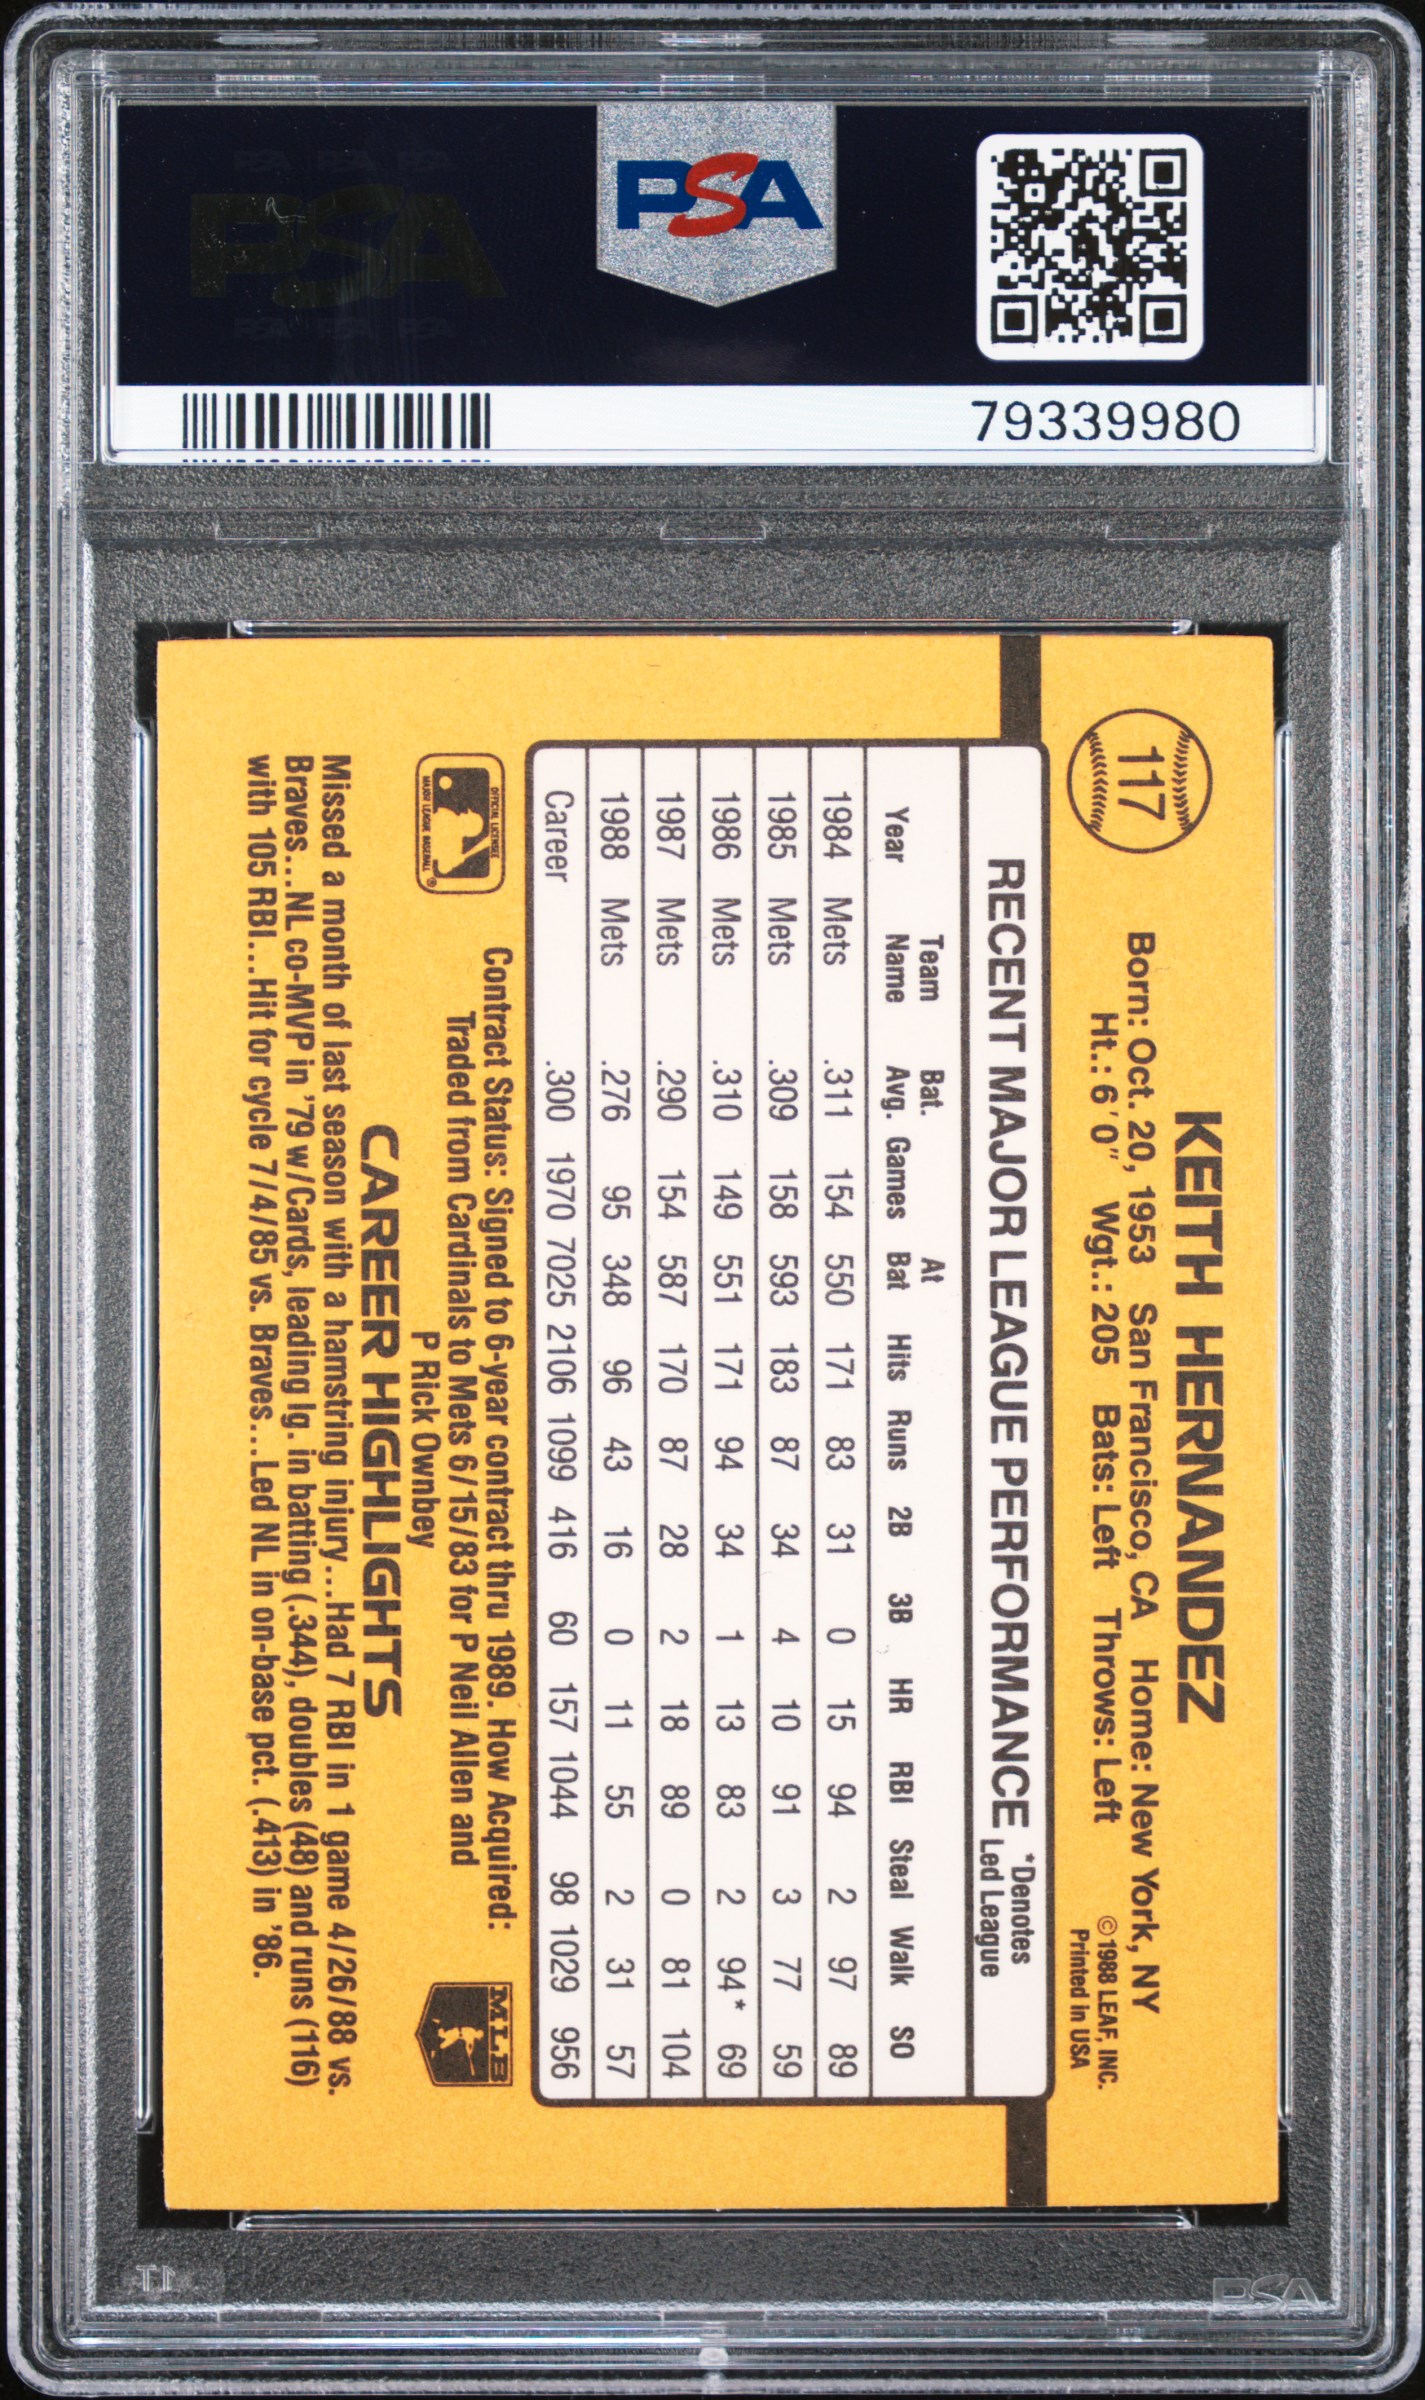 PSA
79339980
117
KEITH HERNANDEZ
Born: Oct. 20, 1953 San Francisco, CA Home: New York, NY
Ht.: 6′0″ Wgt.: 205 Bats: Left Throws: Left
© 1988 LEAF, INC.
Printed in USA
RECENT MAJOR LEAGUE PERFORMANCE *Denotes Led League
Year Team Name Bat. Avg. Games At Bat Hits Runs 2B 3B HR RBI Steal Walk SO
1984 Mets .311 154 550 171 83 31 0 15 94 2 97 89
1985 Mets .309 158 593 183 87 34 4 10 91 3 77 59
1986 Mets .310 149 551 171 94 34 1 13 83 2 94* 69
1987 Mets .290 154 587 170 87 28 2 18 89 0 81 104
1988 Mets .276 95 348 96 43 16 0 11 55 2 31 57
Career .300 1970 7025 2106 1099 416 60 157 1044 98 1029 956
OFFICIAL LICENSEE
MAJOR LEAGUE BASEBALL ®
Contract Status: Signed to 6-year contract thru 1989. How Acquired:
Traded from Cardinals to Mets 6/15/83 for P Neil Allen and
P Rick Ownbey
MLB
CAREER HIGHLIGHTS
Missed a month of last season with a hamstring injury...Had 7 RBI in 1 game 4/26/88 vs.
Braves...NL co-MVP in '79 w/Cards, leading lg. in batting (.344), doubles (48) and runs (116)
with 105 RBI...Hit for cycle 7/4/85 vs. Braves...Led NL in on-base pct. (.413) in '86.
PSA